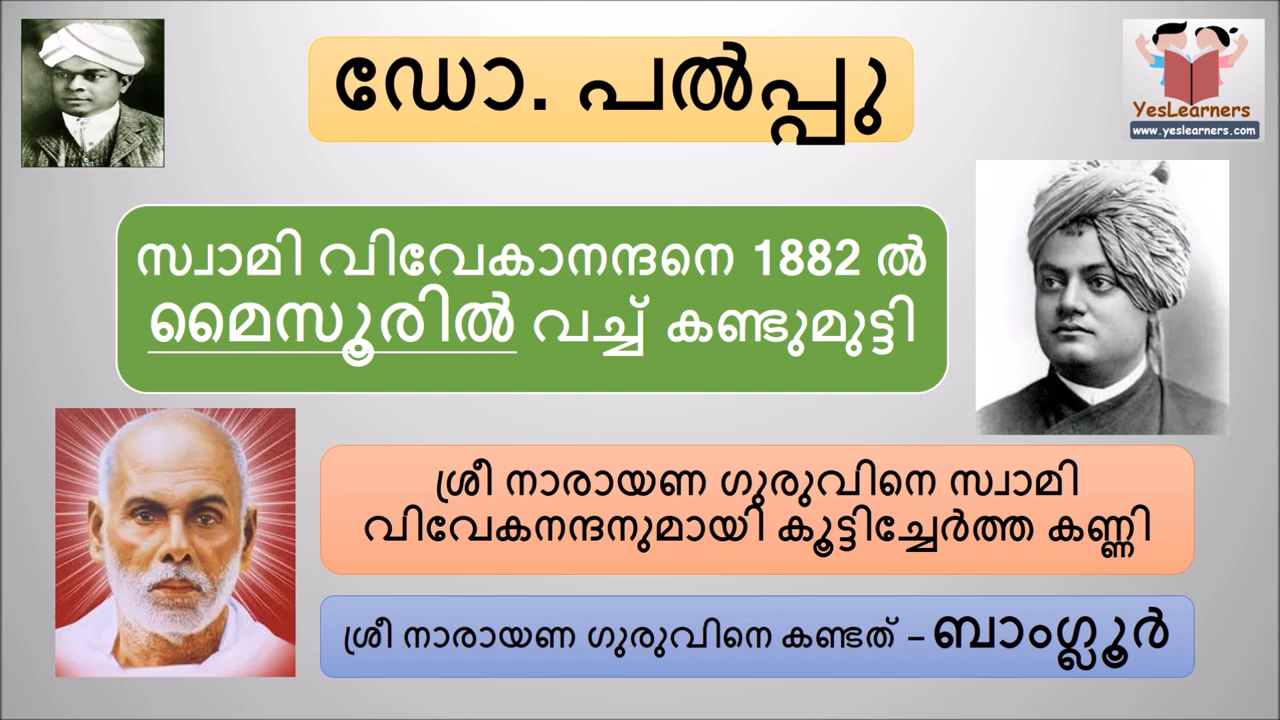 ഡോ. പൽപ്പു
YesLearners
www.yeslearners.com
സ്വാമി വിവേകാനന്ദനെ 1882 ൽ
മൈസൂരിൽ വച്ച് കണ്ടുമുട്ടി
ശ്രീ നാരായണ ഗുരുവിനെ സ്വാമി
വിവേകനന്ദനുമായി കൂട്ടിച്ചേർത്ത കണ്ണി
ശ്രീ നാരായണ ഗുരുവിനെ കണ്ടത് – ബാംഗ്ലൂർ